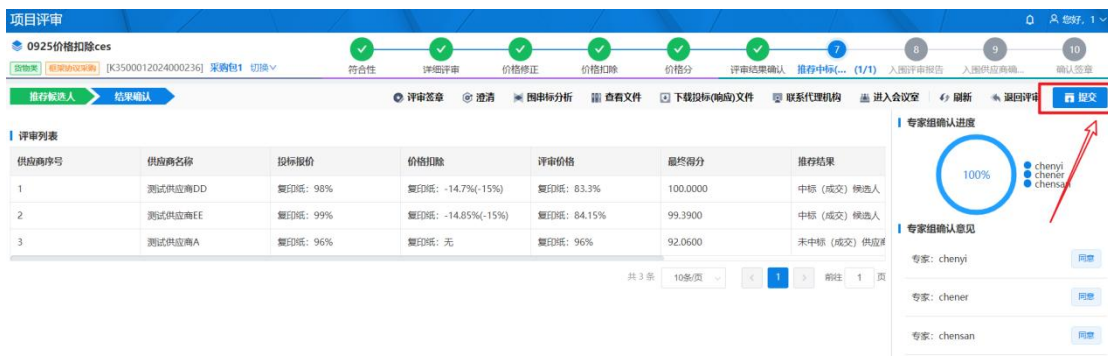 项目评审
您好，1
0925价格扣除ces
货物类 框架协议采购 [K3500012024000236] 采购包1 切换
符合性 详细评审 价格修正 价格扣除 价格分 评审结果确认 7 推荐中标(... (1/1) 8 入围评审报告 9 入围供应商确... 10 确认签章
推荐候选人 结果确认 评审签章 澄清 围串标分析 查看文件 下载投标(响应)文件 联系代理机构 进入会议室 刷新 退回评审 提交
评审列表
供应商序号 供应商名称 投标报价 价格扣除 评审价格 最终得分 推荐结果
1 测试供应商DD 复印纸：98% 复印纸：-14.7%(-15%) 复印纸：83.3% 100.0000 中标（成交）候选人
2 测试供应商EE 复印纸：99% 复印纸：-14.85%(-15%) 复印纸：84.15% 99.3900 中标（成交）候选人
3 测试供应商A 复印纸：96% 复印纸：无 复印纸：96% 92.0600 未中标（成交）供应商
共 3 条 10条/页 1 前往 1 页
专家组确认进度
100%
chenyi
chener
chensan
专家组确认意见
专家：chenyi 同意
专家：chener 同意
专家：chensan 同意